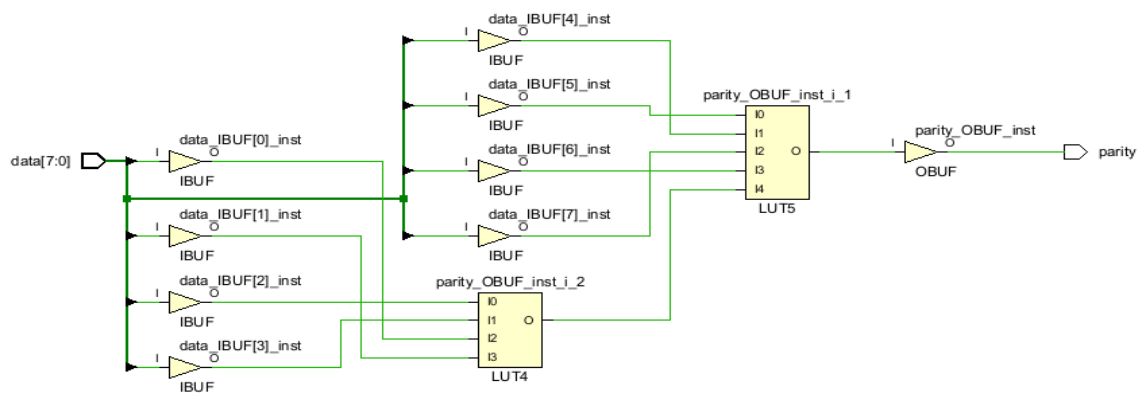 data[7:0]
data_IBUF[0]_inst
I
O
IBUF
data_IBUF[1]_inst
I
O
IBUF
data_IBUF[2]_inst
I
O
IBUF
data_IBUF[3]_inst
I
O
IBUF
data_IBUF[4]_inst
I
O
IBUF
data_IBUF[5]_inst
I
O
IBUF
data_IBUF[6]_inst
I
O
IBUF
data_IBUF[7]_inst
I
O
IBUF
parity_OBUF_inst_i_2
I0
I1
I2
I3
O
LUT4
parity_OBUF_inst_i_1
I0
I1
I2
I3
I4
O
LUT5
parity_OBUF_inst
I
O
OBUF
parity